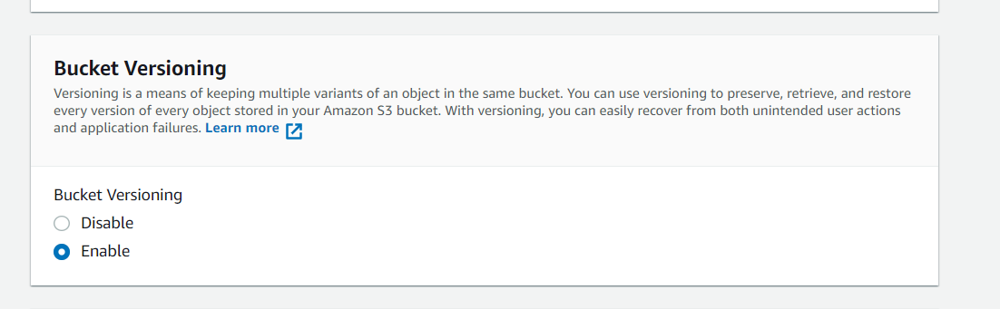 Bucket Versioning
Versioning is a means of keeping multiple variants of an object in the same bucket. You can use versioning to preserve, retrieve, and restore
every version of every object stored in your Amazon S3 bucket. With versioning, you can easily recover from both unintended user actions
and application failures. Learn more
Bucket Versioning
Disable
Enable